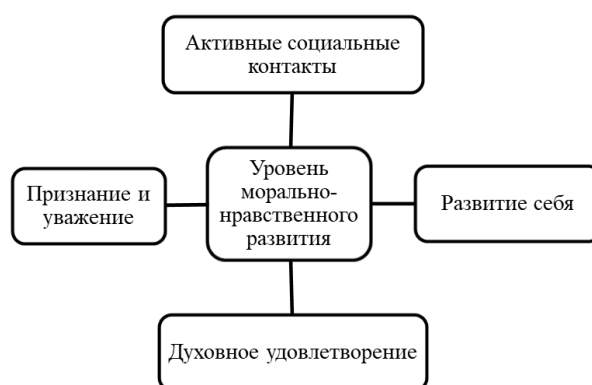 Активные социальные
контакты
Признание и
уважение
Уровень
морально-
нравственного
развития
Развитие себя
Духовное удовлетворение